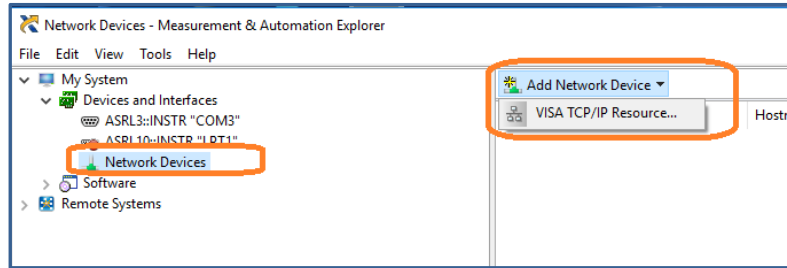 Network Devices - Measurement & Automation Explorer
File Edit View Tools Help
My System
Devices and Interfaces
ASRL3::INSTR "COM3"
ASRL10::INSTR "LPT1"
Network Devices
Software
Remote Systems
Add Network Device
VISA TCP/IP Resource...
Hostn